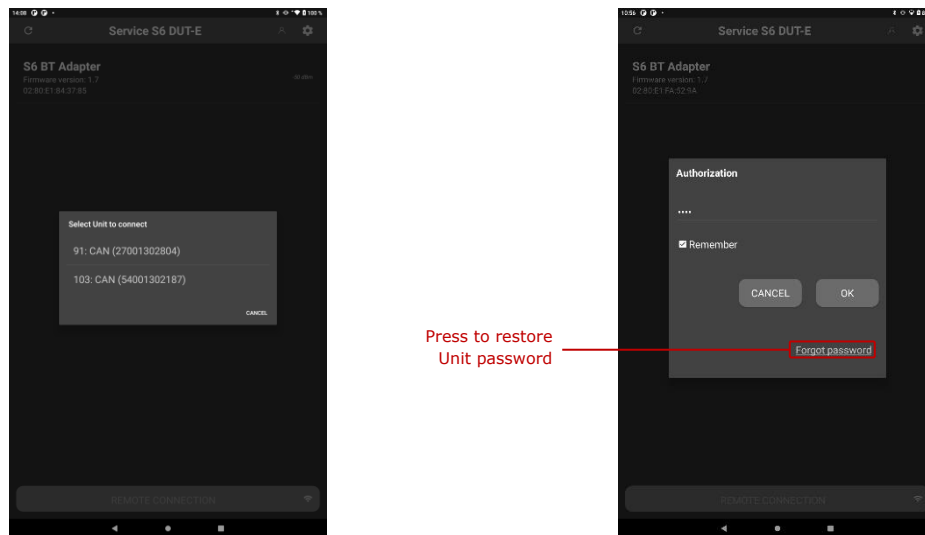 14:08
100 %
Service S6 DUT-E
S6 BT Adapter
Firmware version: 1.7
02:80:E1:84:37:85
Select Unit to connect
91: CAN (27001302804)
103: CAN (54001302187)
CANCEL
REMOTE CONNECTION
Press to restore
Unit password
10:56
Service S6 DUT-E
S6 BT Adapter
Firmware version: 1.7
02:80:E1:FA:52:9A
Authorization
....
Remember
CANCEL
OK
Forgot password
REMOTE CONNECTION